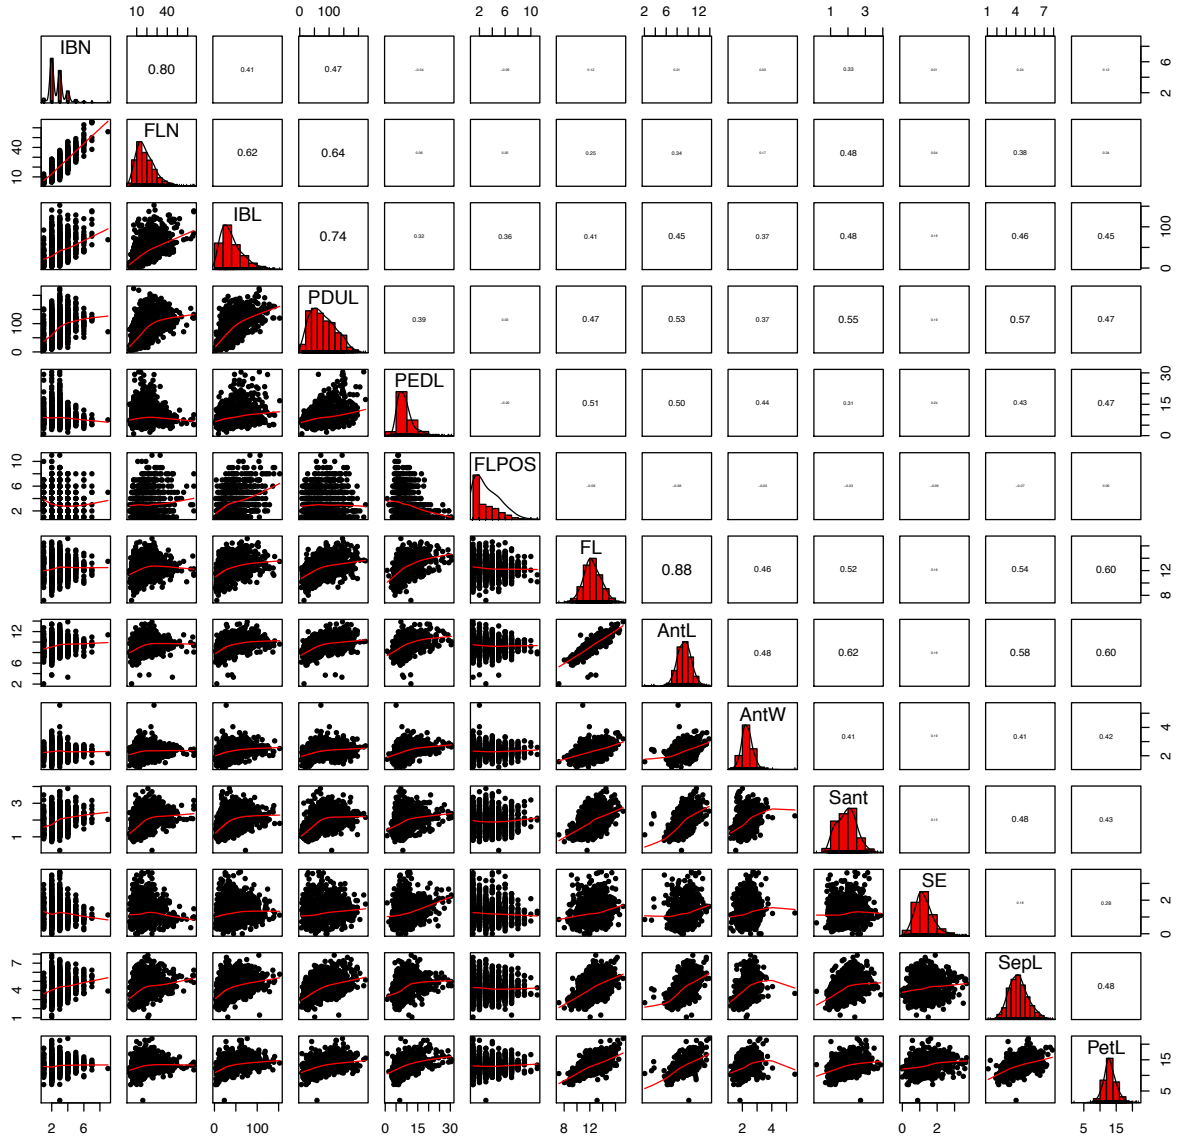 10 40 0 100 2 6 10 2 6 12 1 3 1 4 7
IBN 0.80 0.41 0.47 0.33 2 6
10 40 FLN 0.62 0.64 0.25 0.34 0.17 0.48 0.38
IBL 0.74 0.32 0.36 0.41 0.45 0.37 0.48 0.46 0.45 0 100
0 100 PDUL 0.39 0.47 0.53 0.37 0.55 0.57 0.47
PEDL 0.51 0.50 0.44 0.31 0.43 0.47 0 15 30
2 6 10 FLPOS
FL 0.88 0.46 0.52 0.54 0.60 8 12
2 6 12 AntL 0.48 0.62 0.58 0.60
AntW 0.41 0.41 0.42 2 4
1 3 Sant 0.48 0.43
SE 0.28 0 2
1 4 7 SepL 0.48
PetL 5 15
2 6 0 100 0 15 30 8 12 2 4 0 2 5 15